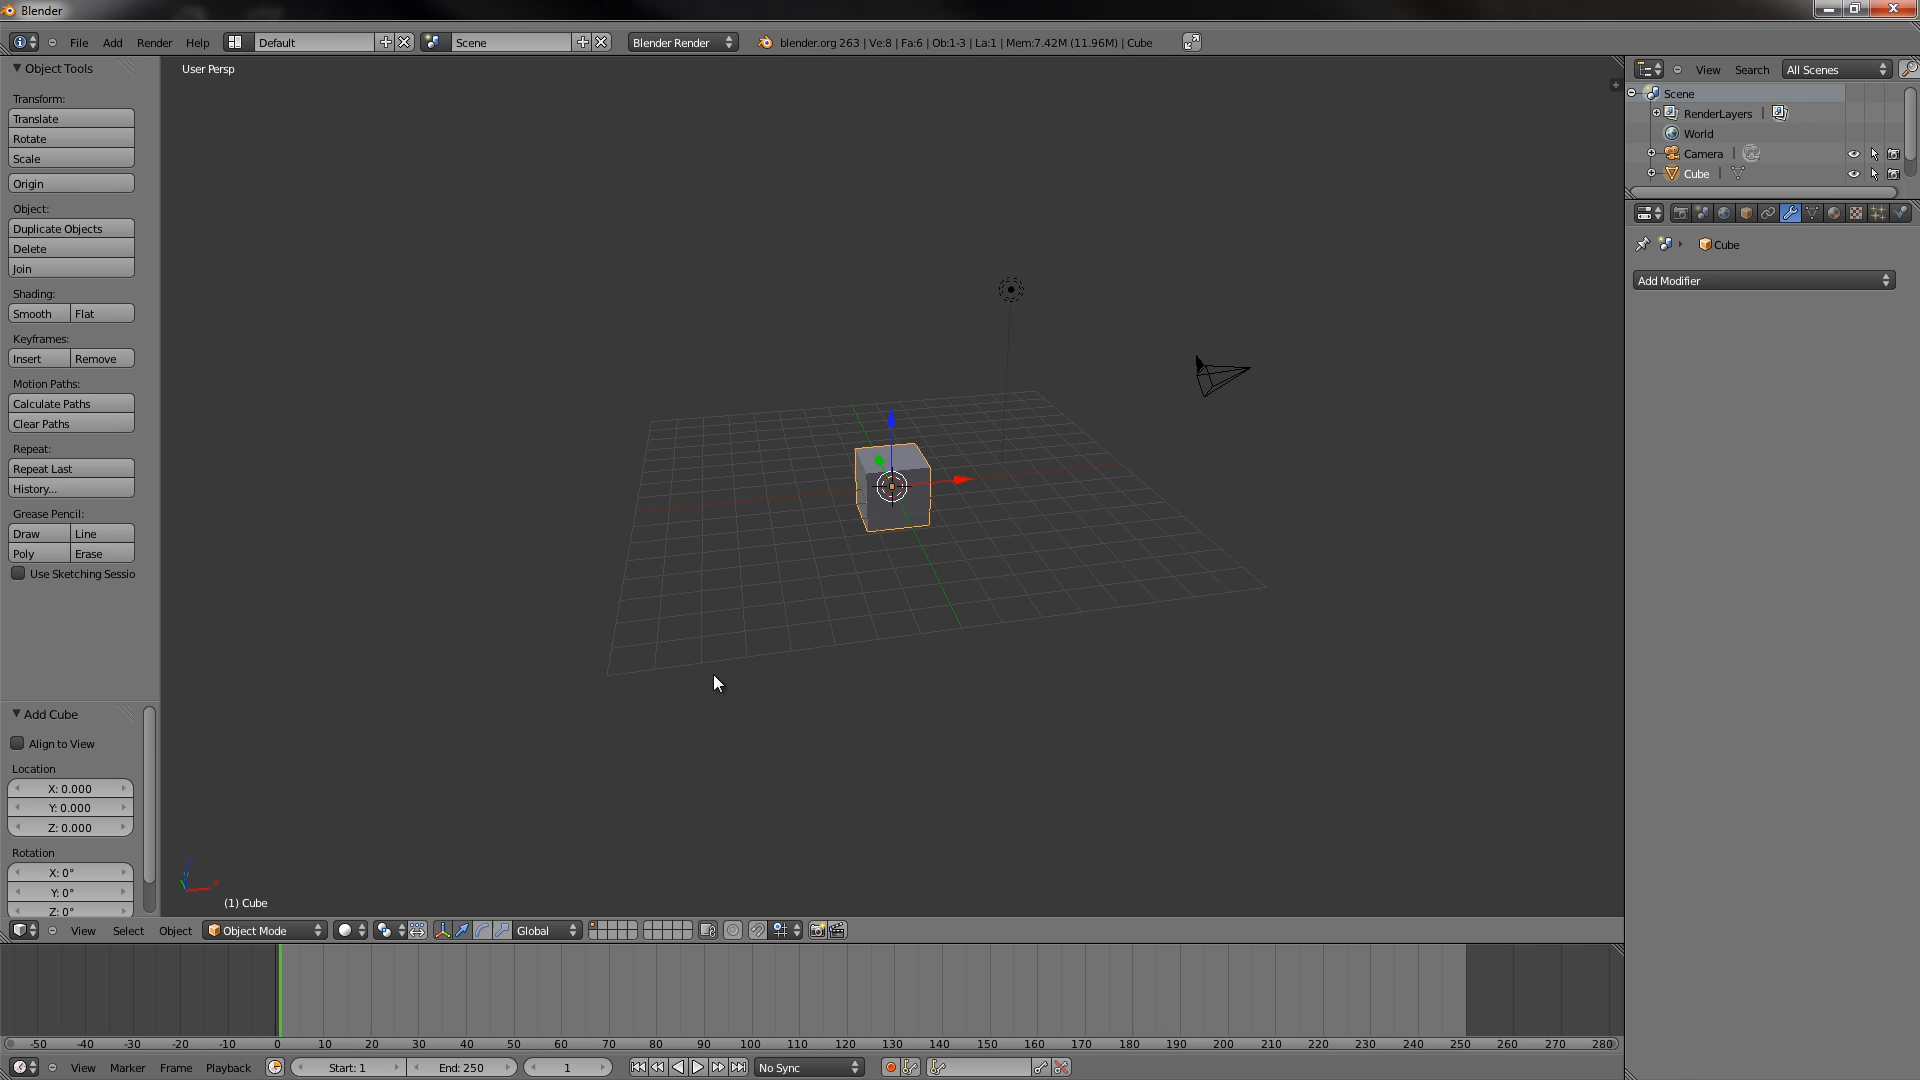 Blender
File Add Render Help Default Scene Blender Render blender.org 263 | Ve:8 | Fa:6 | Ob:1-3 | La:1 | Mem:7.42M (11.96M) | Cube
Object Tools
Transform:
Translate
Rotate
Scale
Origin
Object:
Duplicate Objects
Delete
Join
Shading:
Smooth Flat
Keyframes:
Insert Remove
Motion Paths:
Calculate Paths
Clear Paths
Repeat:
Repeat Last
History...
Grease Pencil:
Draw Line
Poly Erase
Use Sketching Sessio
Add Cube
Align to View
Location
X: 0.000
Y: 0.000
Z: 0.000
Rotation
X: 0°
Y: 0°
Z: 0°
User Persp
(1) Cube
View Select Object Object Mode Global
-50 -40 -30 -20 -10 0 10 20 30 40 50 60 70 80 90 100 110 120 130 140 150 160 170 180 190 200 210 220 230 240 250 260 270 280
View Marker Frame Playback Start: 1 End: 250 1 No Sync
View Search All Scenes
Scene
RenderLayers |
World
Camera |
Cube |
Cube
Add Modifier